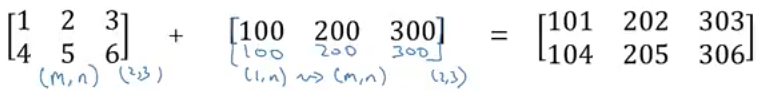 [1 2 3] + [100 200 300] = [101 202 303]
[4 5 6] [100 200 300] [104 205 306]
(m,n) (2,3) (1,n) ⇝ (m,n) (2,3)